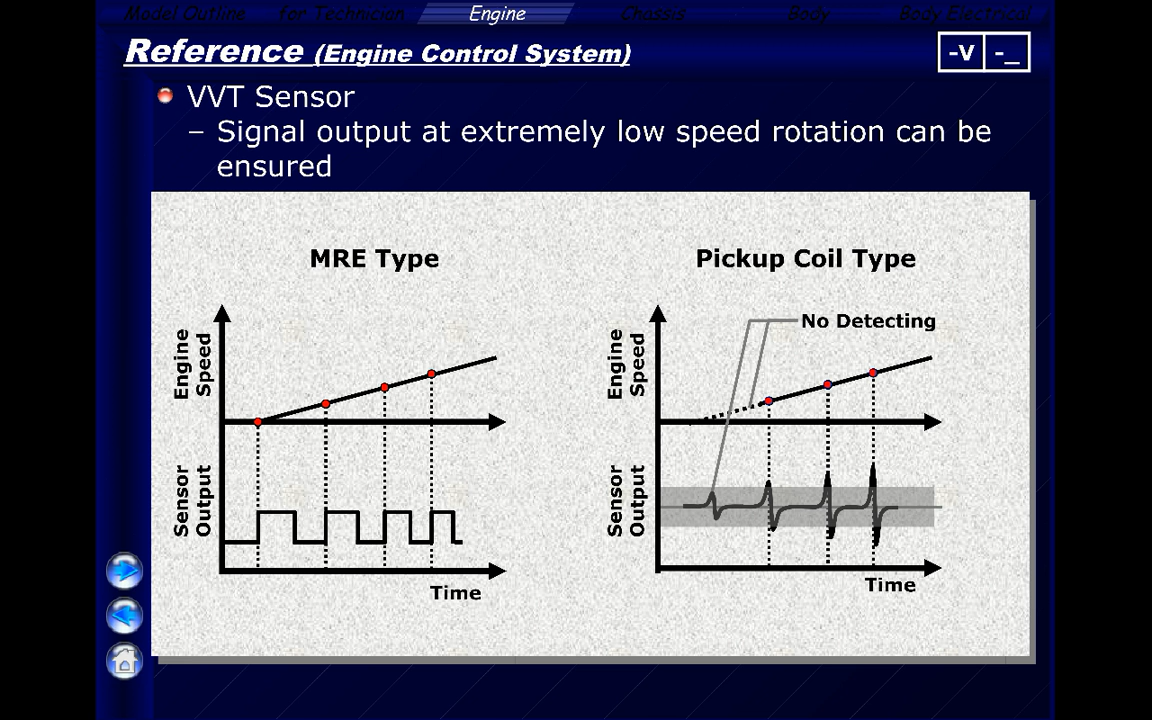 Model Outline for Technician Engine Chassis Body Body Electrical
Reference (Engine Control System)
-V -_
VVT Sensor
– Signal output at extremely low speed rotation can be
ensured
MRE Type
Pickup Coil Type
Engine
Speed
Sensor
Output
Time
No Detecting
Engine
Speed
Sensor
Output
Time